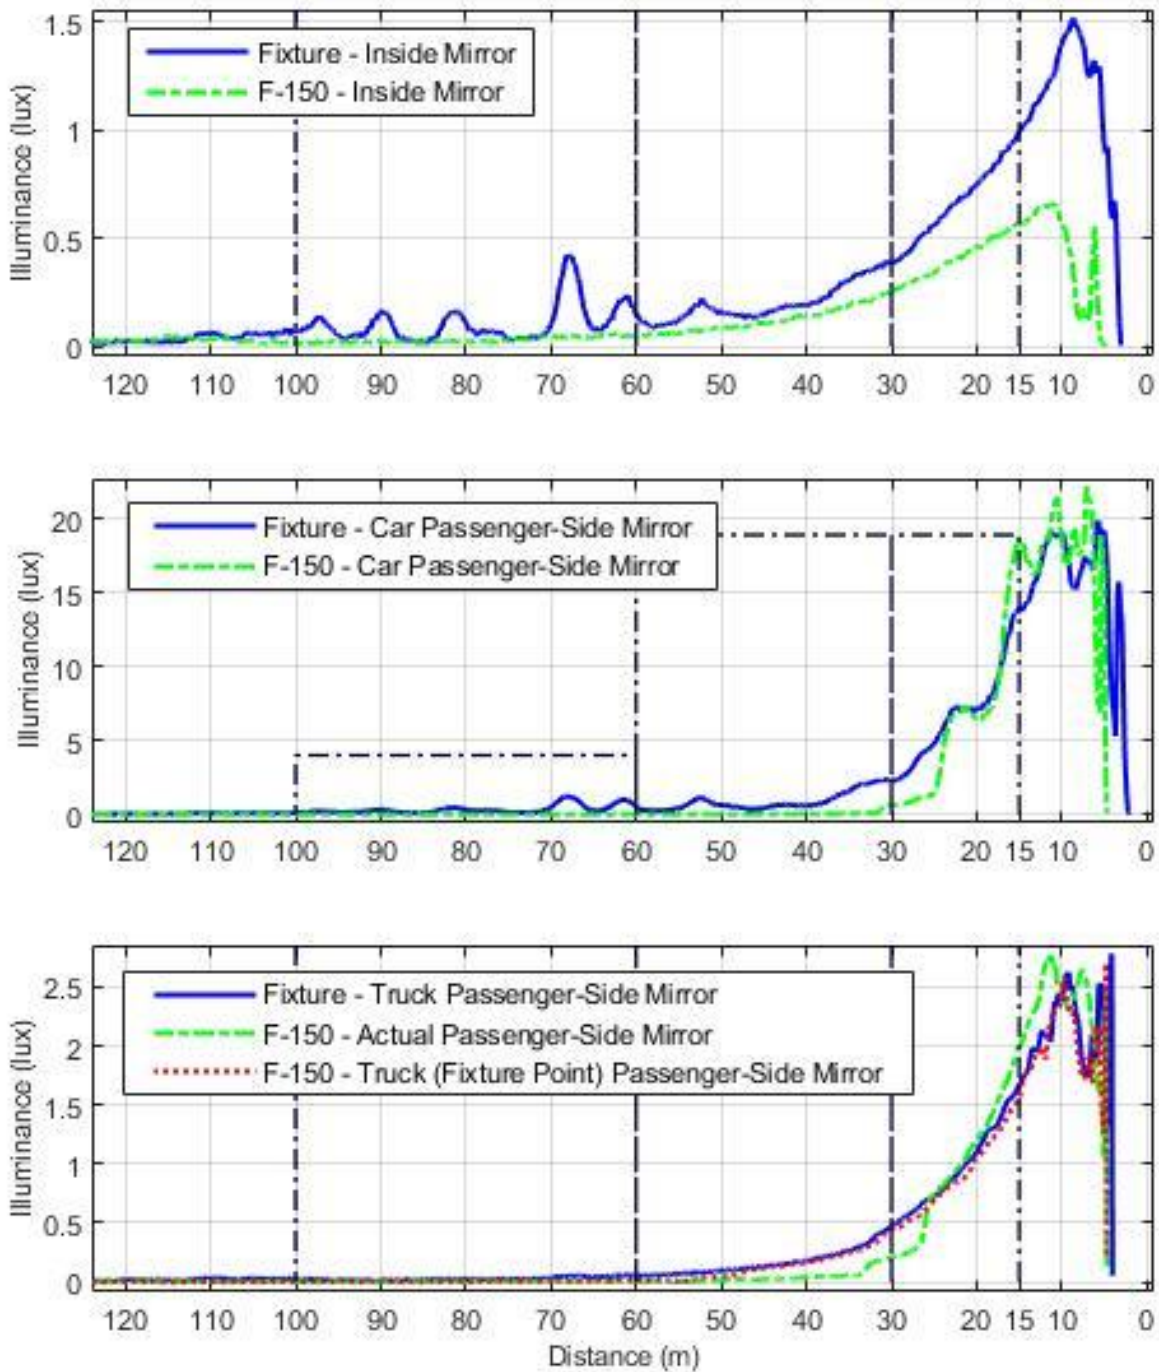 1.5
1
0.5
0
Illuminance (lux)
Fixture - Inside Mirror
F-150 - Inside Mirror
120 110 100 90 80 70 60 50 40 30 20 15 10 0
20
15
10
5
0
Illuminance (lux)
Fixture - Car Passenger-Side Mirror
F-150 - Car Passenger-Side Mirror
120 110 100 90 80 70 60 50 40 30 20 15 10 0
2.5
2
1.5
1
0.5
0
Illuminance (lux)
Fixture - Truck Passenger-Side Mirror
F-150 - Actual Passenger-Side Mirror
F-150 - Truck (Fixture Point) Passenger-Side Mirror
120 110 100 90 80 70 60 50 40 30 20 15 10 0
Distance (m)